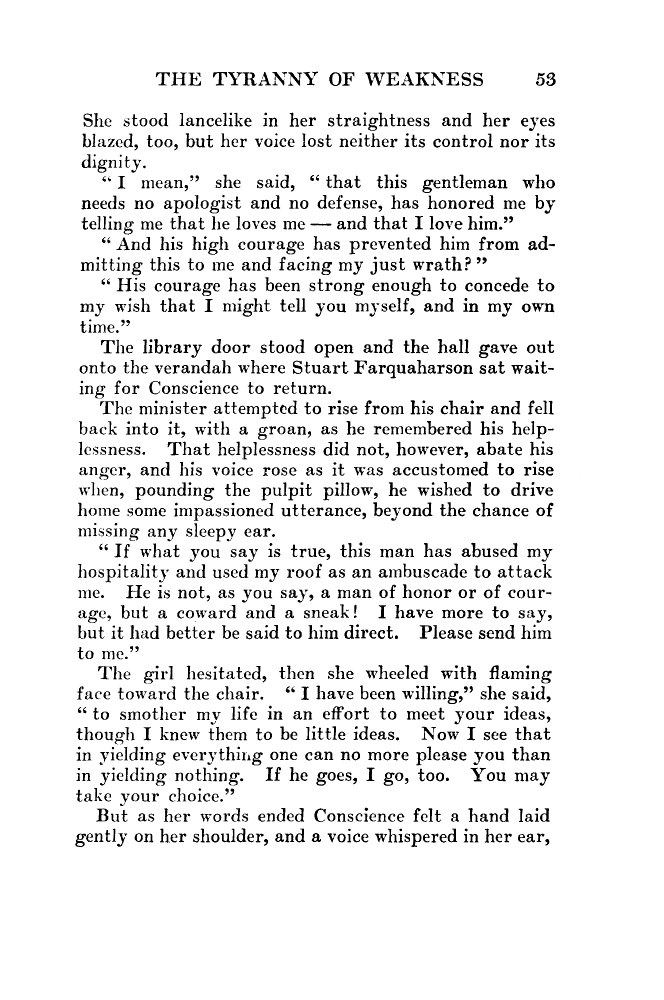 THE TYRANNY OF WEAKNESS 53
She stood lancelike in her straightness and her eyes
blazed, too, but her voice lost neither its control nor its
dignity.
“ I mean,” she said, “ that this gentleman who
needs no apologist and no defense, has honored me by
telling me that he loves me — and that I love him.”
“ And his high courage has prevented him from ad-
mitting this to me and facing my just wrath? ”
“ His courage has been strong enough to concede to
my wish that I might tell you myself, and in my own
time.”
The library door stood open and the hall gave out
onto the verandah where Stuart Farquaharson sat wait-
ing for Conscience to return.
The minister attempted to rise from his chair and fell
back into it, with a groan, as he remembered his help-
lessness. That helplessness did not, however, abate his
anger, and his voice rose as it was accustomed to rise
when, pounding the pulpit pillow, he wished to drive
home some impassioned utterance, beyond the chance of
missing any sleepy ear.
“ If what you say is true, this man has abused my
hospitality and used my roof as an ambuscade to attack
me. He is not, as you say, a man of honor or of cour-
age, but a coward and a sneak! I have more to say,
but it had better be said to him direct. Please send him
to me.”
The girl hesitated, then she wheeled with flaming
face toward the chair. “ I have been willing,” she said,
“ to smother my life in an effort to meet your ideas,
though I knew them to be little ideas. Now I see that
in yielding everything one can no more please you than
in yielding nothing. If he goes, I go, too. You may
take your choice.”
But as her words ended Conscience felt a hand laid
gently on her shoulder, and a voice whispered in her ear,